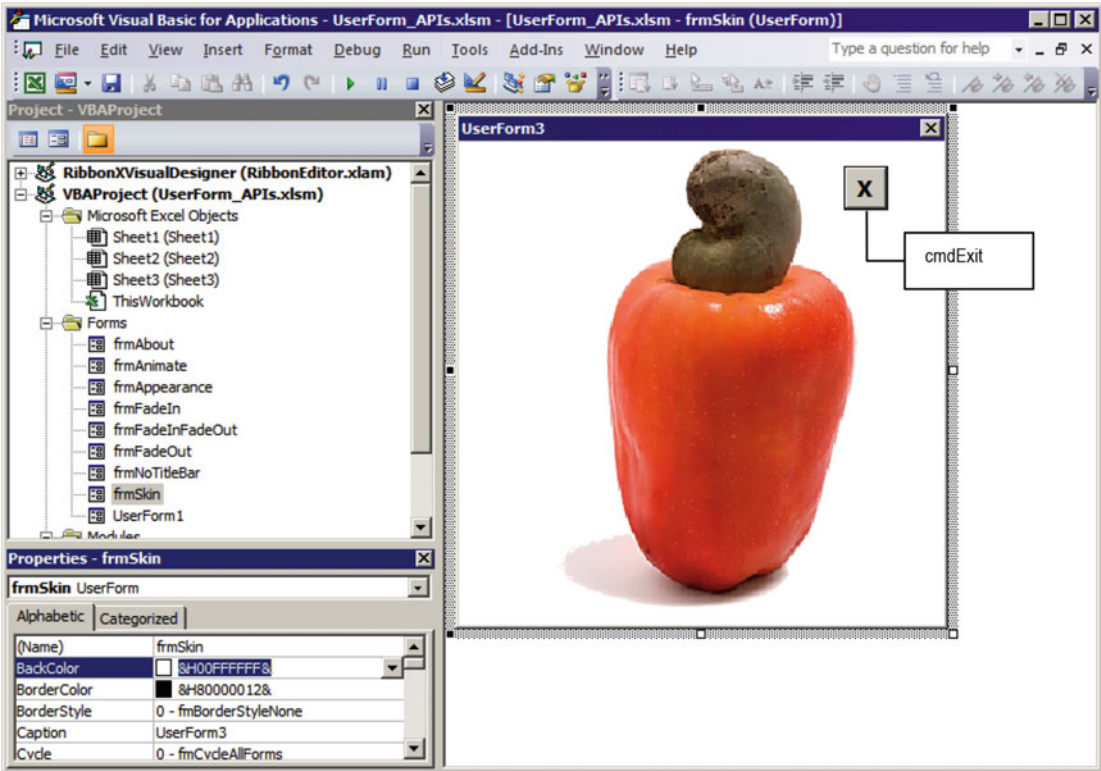 Microsoft Visual Basic for Applications - UserForm_APIs.xlsm - [UserForm_APIs.xlsm - frmSkin (UserForm)]
File Edit View Insert Format Debug Run Tools Add-Ins Window Help Type a question for help
Project - VBAProject
RibbonXVisualDesigner (RibbonEditor.xlam)
VBAProject (UserForm_APIs.xlsm)
Microsoft Excel Objects
Sheet1 (Sheet1)
Sheet2 (Sheet2)
Sheet3 (Sheet3)
ThisWorkbook
Forms
frmAbout
frmAnimate
frmAppearance
frmFadeIn
frmFadeInFadeOut
frmFadeOut
frmNoTitleBar
frmSkin
UserForm1
Modules
Properties - frmSkin
frmSkin UserForm
Alphabetic Categorized
(Name) frmSkin
BackColor &H00FFFFFF&
BorderColor &H80000012&
BorderStyle 0 - fmBorderStyleNone
Caption UserForm3
Cycle 0 - fmCycleAllForms
UserForm3
X
cmdExit